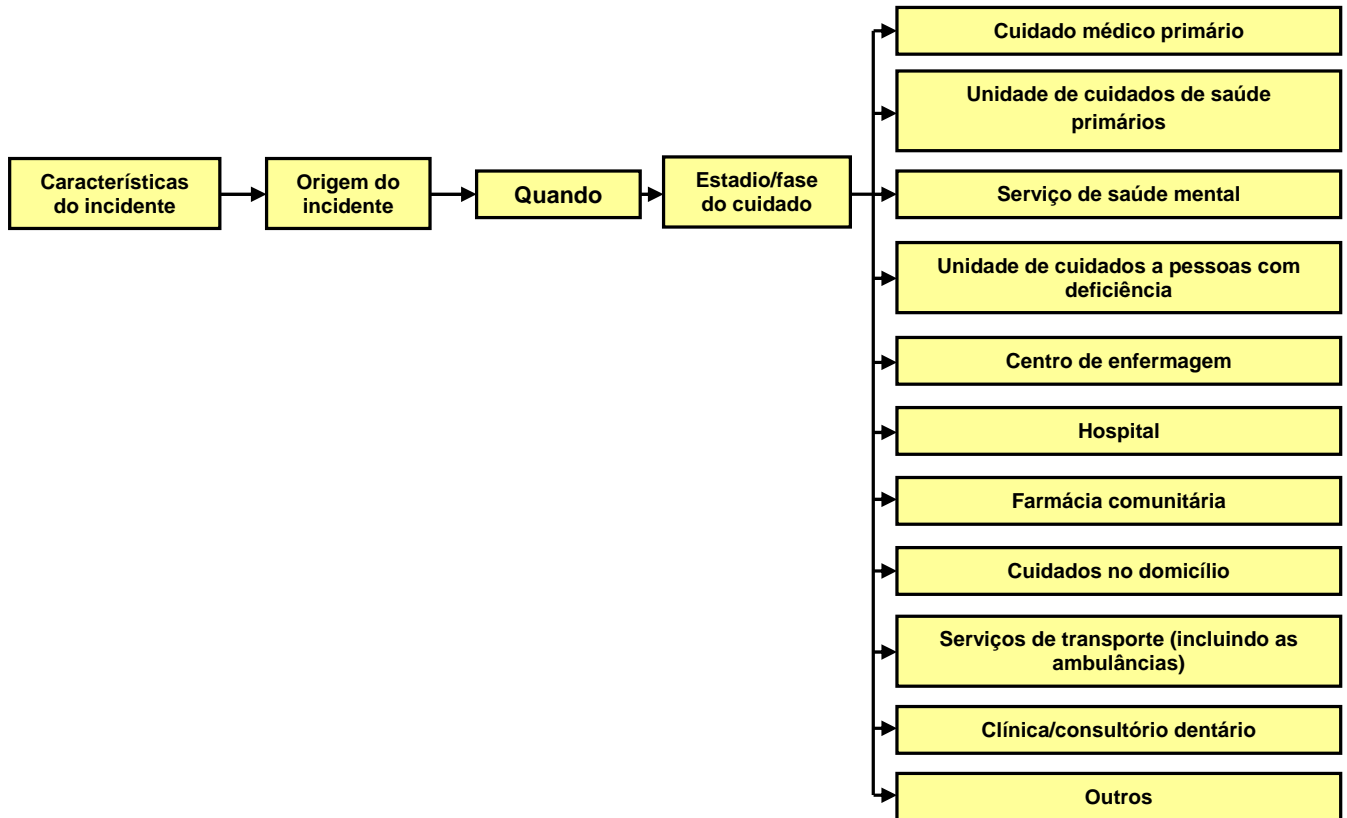 Características
do incidente
Origem do
incidente
Quando
Estadio/fase
do cuidado
Cuidado médico primário
Unidade de cuidados de saúde
primários
Serviço de saúde mental
Unidade de cuidados a pessoas com
deficiência
Centro de enfermagem
Hospital
Farmácia comunitária
Cuidados no domicílio
Serviços de transporte (incluindo as
ambulâncias)
Clínica/consultório dentário
Outros